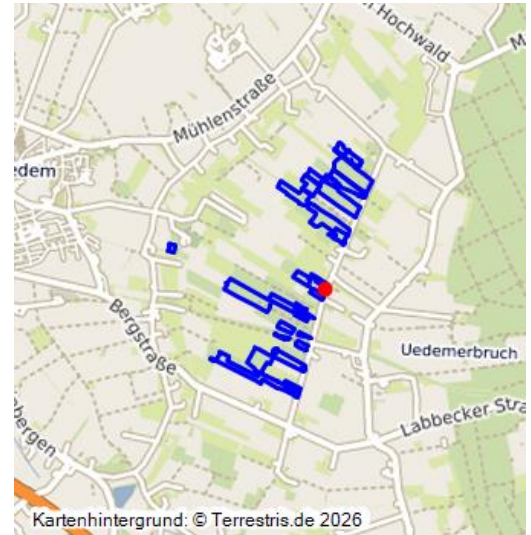 Hochwald
Mühlenstraße
edem
Bergstraße
Uedemerbruch
Labbecker Stra
bergen
Kartenhintergrund: © Terrestris.de 2026